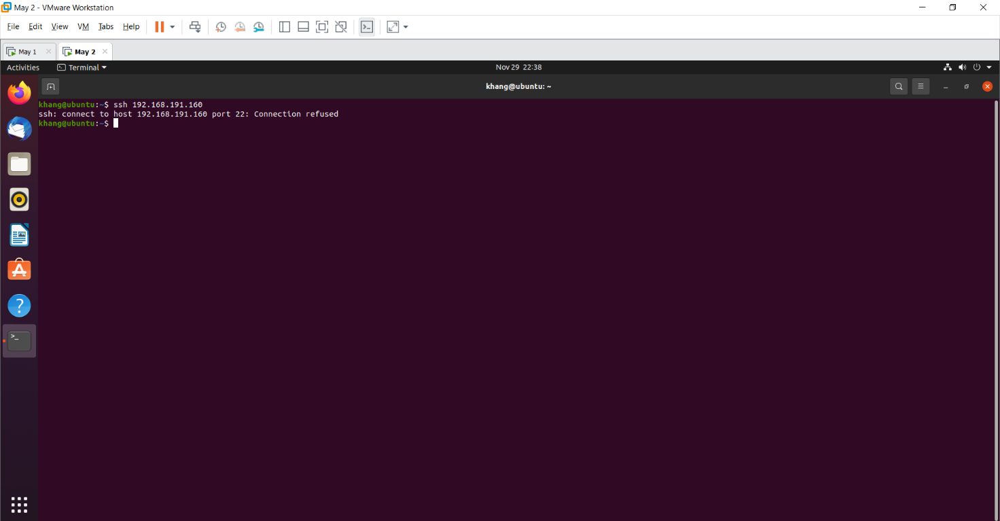 May 2 - VMware Workstation
File Edit View VM Tabs Help
May 1 May 2
Activities Terminal Nov 29 22:38
khang@ubuntu: ~
khang@ubuntu:~$ ssh 192.168.191.160
ssh: connect to host 192.168.191.160 port 22: Connection refused
khang@ubuntu:~$